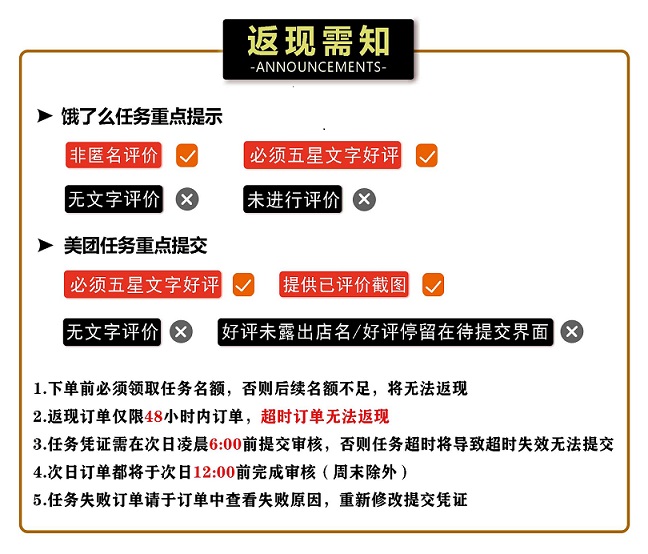 返现需知
-ANNOUNCEMENTS-
➤ 饿了么任务重点提示
非匿名评价 必须五星文字好评
无文字评价 未进行评价
➤ 美团任务重点提交
必须五星文字好评 提供已评价截图
无文字评价 好评未露出店名/好评停留在待提交界面
1.下单前必须领取任务名额，否则后续名额不足，将无法返现
2.返现订单仅限48小时内订单，超时订单无法返现
3.任务凭证需在次日凌晨6:00前提交审核，否则任务超时将导致超时失效无法提交
4.次日订单都将于次日12:00前完成审核（周末除外）
5.任务失败订单请于订单中查看失败原因，重新修改提交凭证